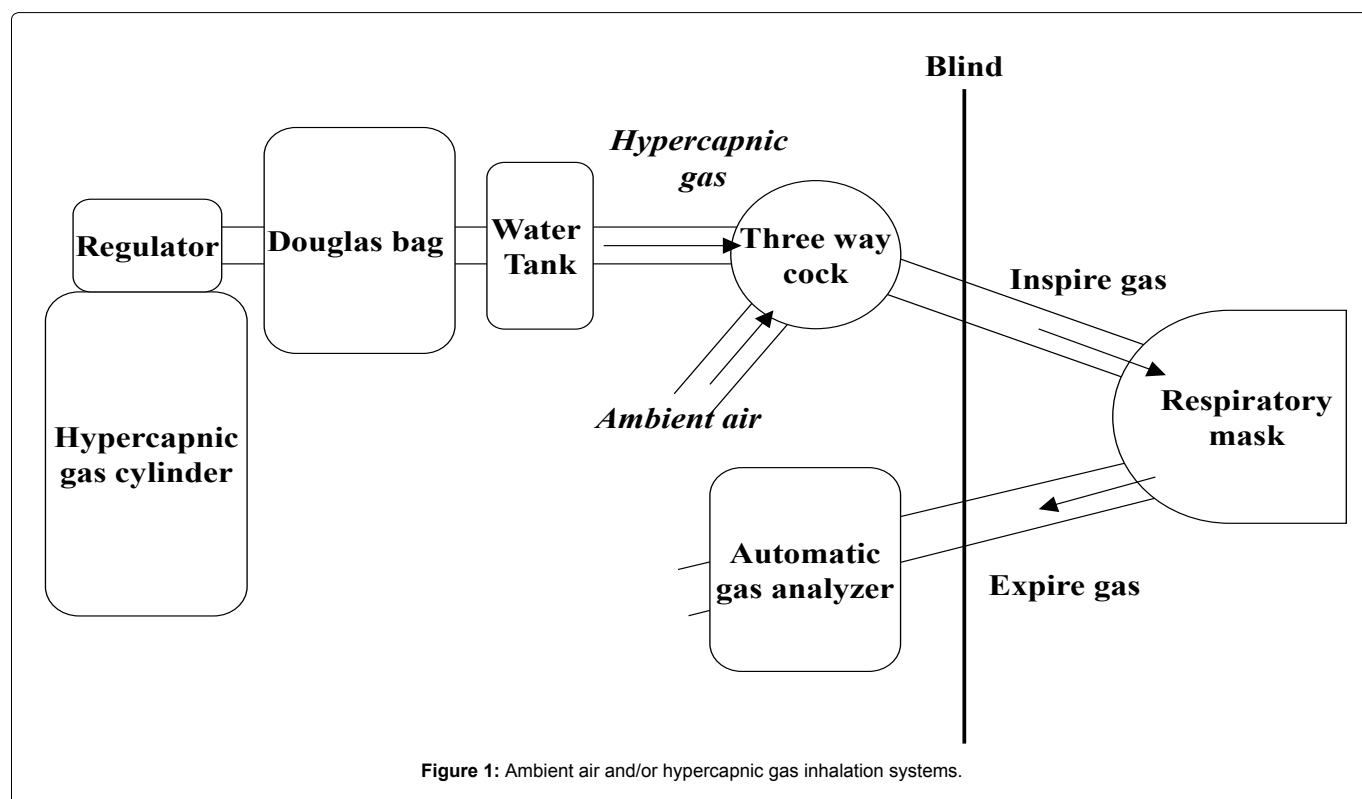 Blind
Hypercapnic
gas
Regulator
Douglas bag
Water
Tank
Three way
cock
Inspire gas
Ambient air
Respiratory
mask
Hypercapnic
gas cylinder
Automatic
gas analyzer
Expire gas
Figure 1: Ambient air and/or hypercapnic gas inhalation systems.